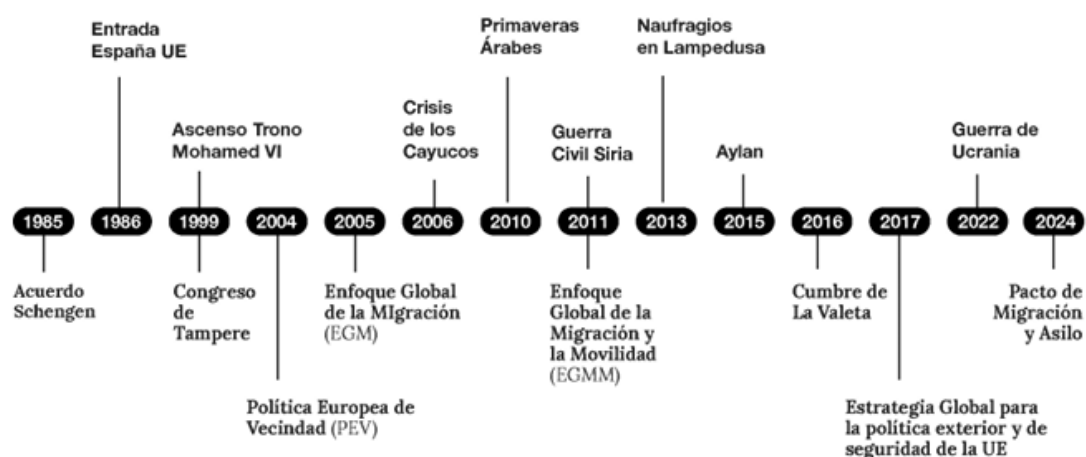 Entrada
España UE
Primaveras
Árabes
Naufragios
en Lampedusa
Ascenso Trono
Mohamed VI
Crisis
de los
Cayucos
Guerra
Civil Siria
Aylan
Guerra de
Ucrania
1985
1986
1999
2004
2005
2006
2010
2011
2013
2015
2016
2017
2022
2024
Acuerdo
Schengen
Congreso
de
Tampere
Enfoque Global
de la MIgración
(EGM)
Enfoque
Global de la
Migración y
la Movilidad
(EGMM)
Cumbre de
La Valeta
Pacto de
Migración
y Asilo
Política Europea de
Vecindad (PEV)
Estrategia Global para
la política exterior y de
seguridad de la UE